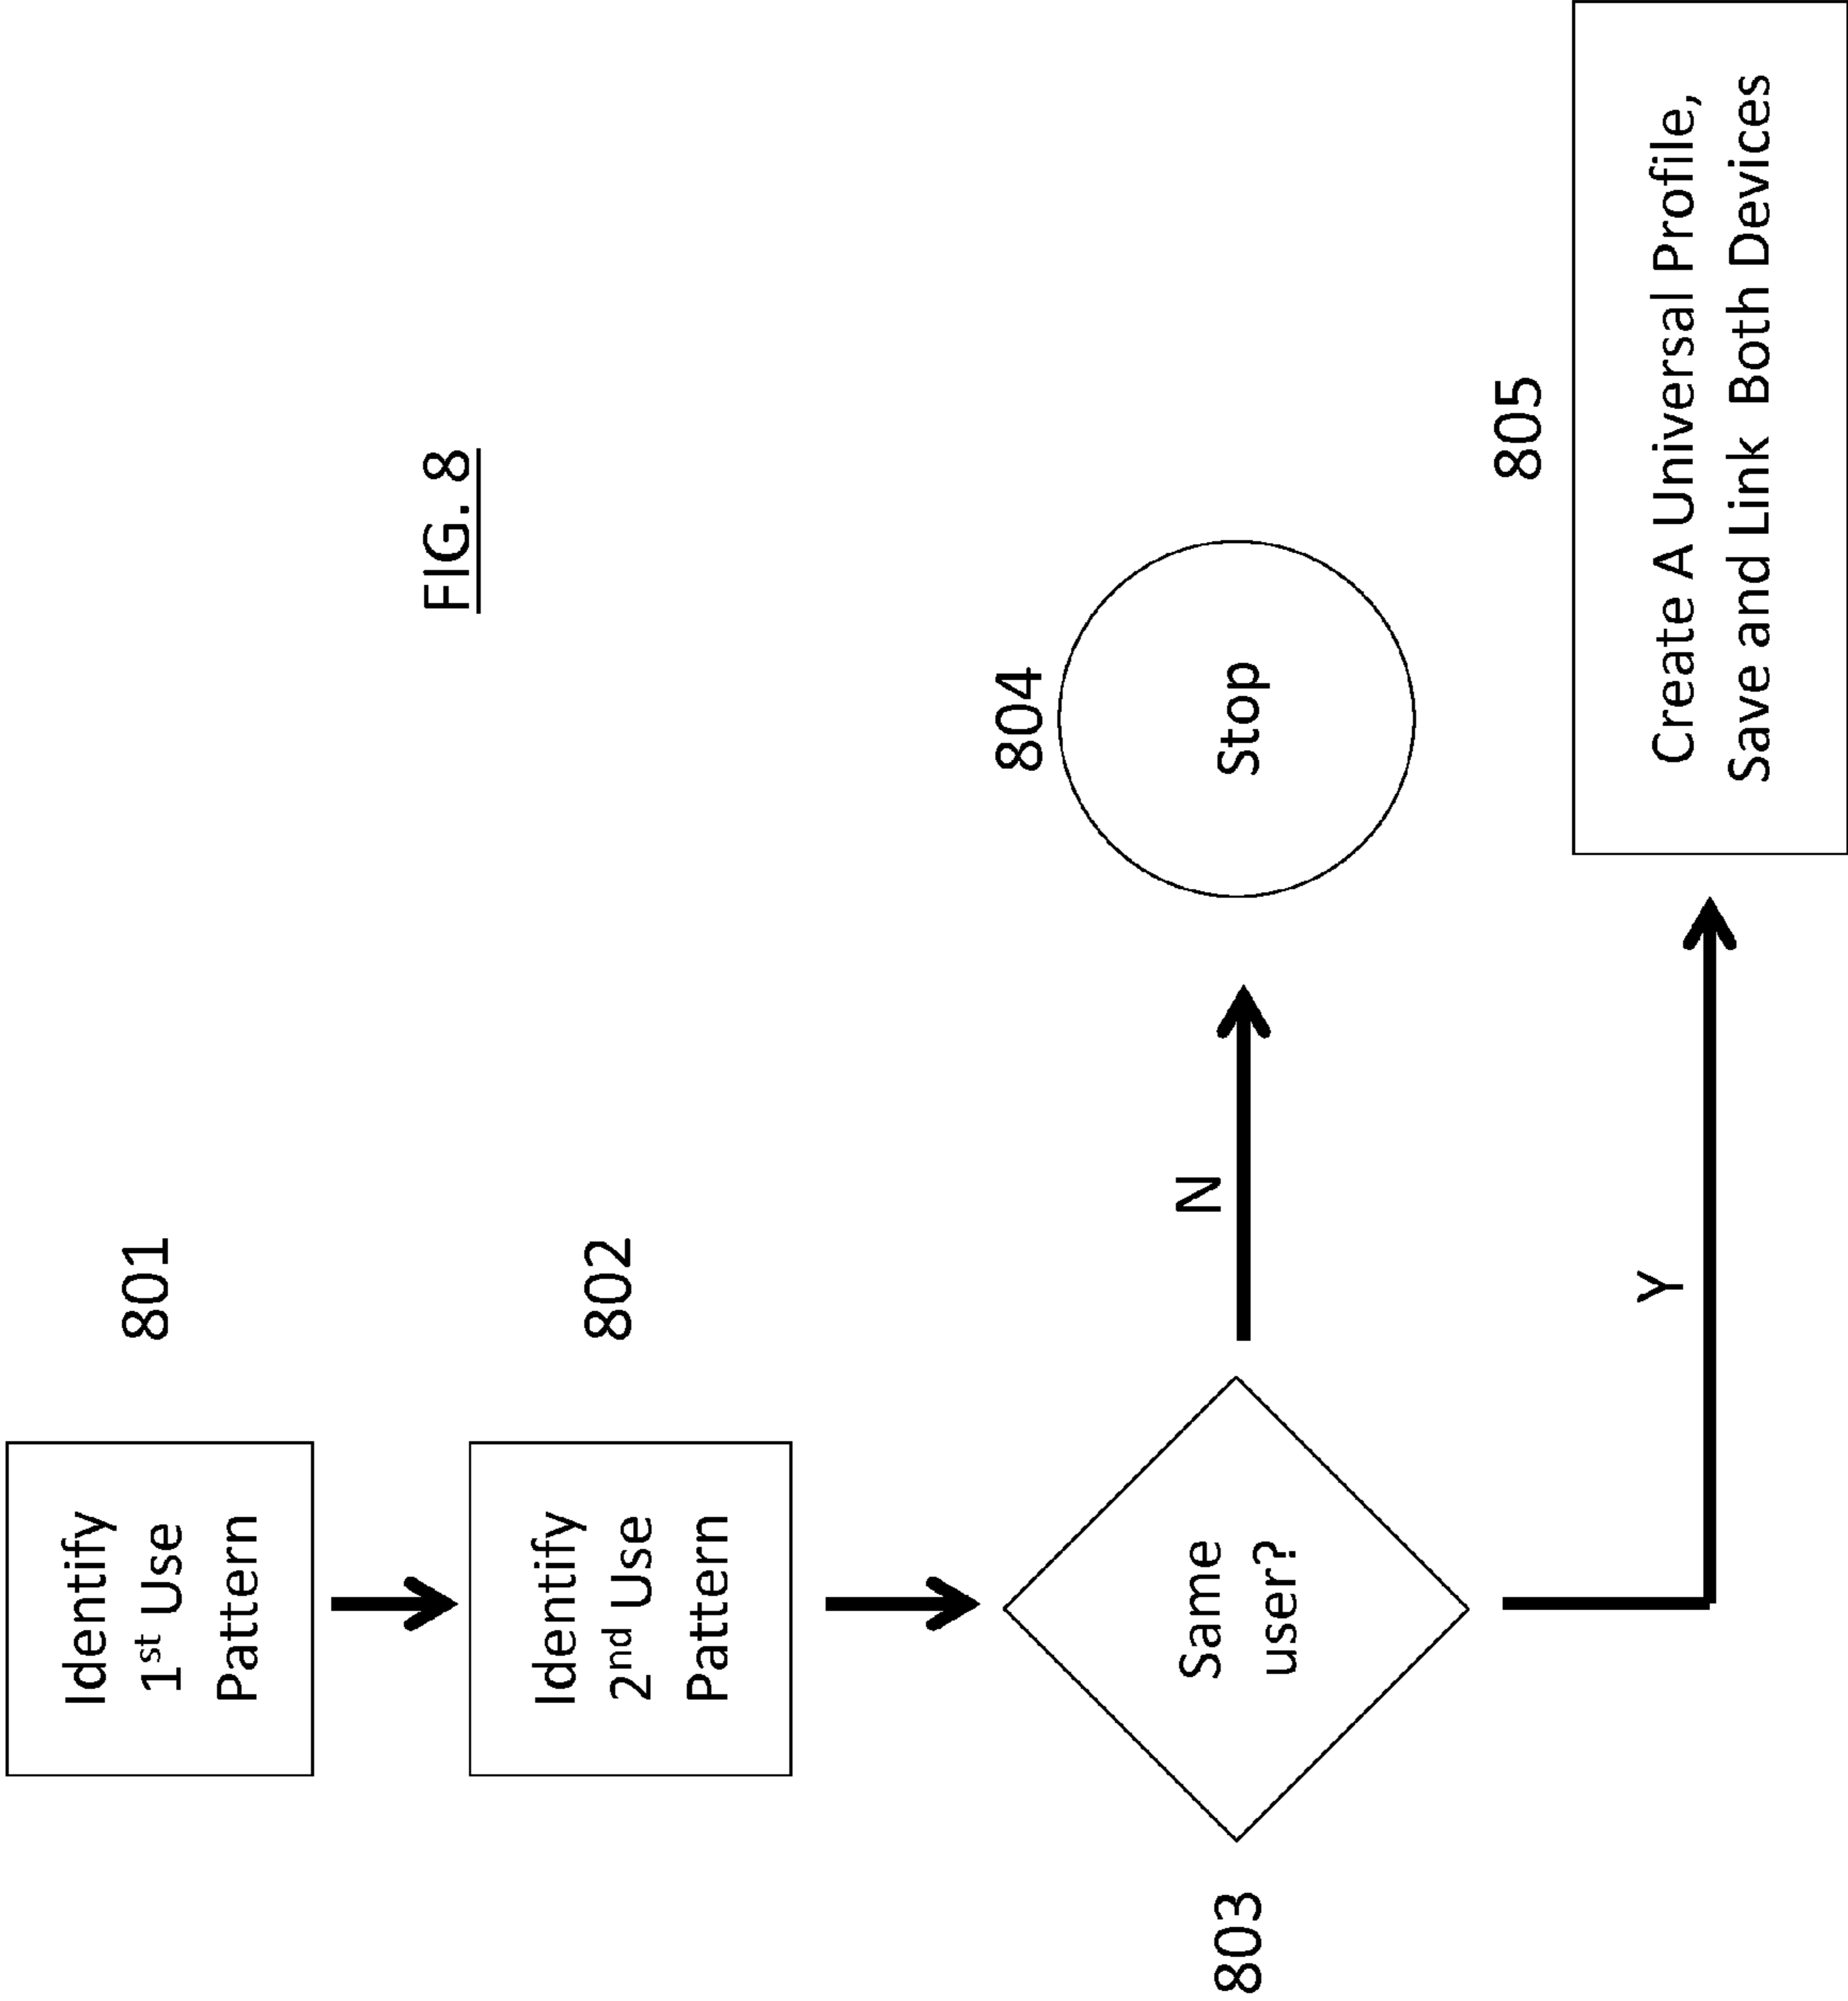 FIG. 8
801
Identify
1st Use
Pattern
802
Identify
2nd Use
Pattern
803
Same
user?
N
804
Stop
Y
805
Create A Universal Profile,
Save and Link Both Devices